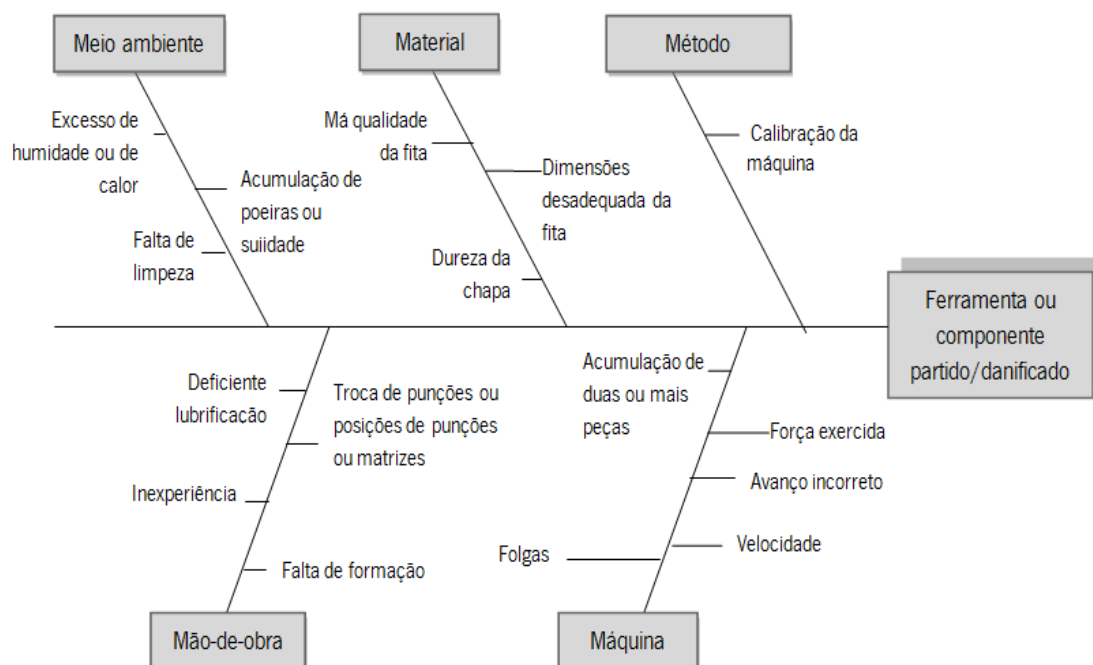 Meio ambiente
Material
Método
Excesso de
humidade ou de
calor
Acumulação de
poeiras ou
suiidade
Falta de
limpeza
Má qualidade
da fita
Dimensões
desadequada da
fita
Dureza da
chapa
Calibração da
máquina
Ferramenta ou
componente
partido/danificado
Deficiente
lubrificação
Troca de punções ou
posições de punções
ou matrizes
Inexperiência
Falta de formação
Acumulação de
duas ou mais
peças
Força exercida
Avanço incorreto
Velocidade
Folgas
Mão-de-obra
Máquina